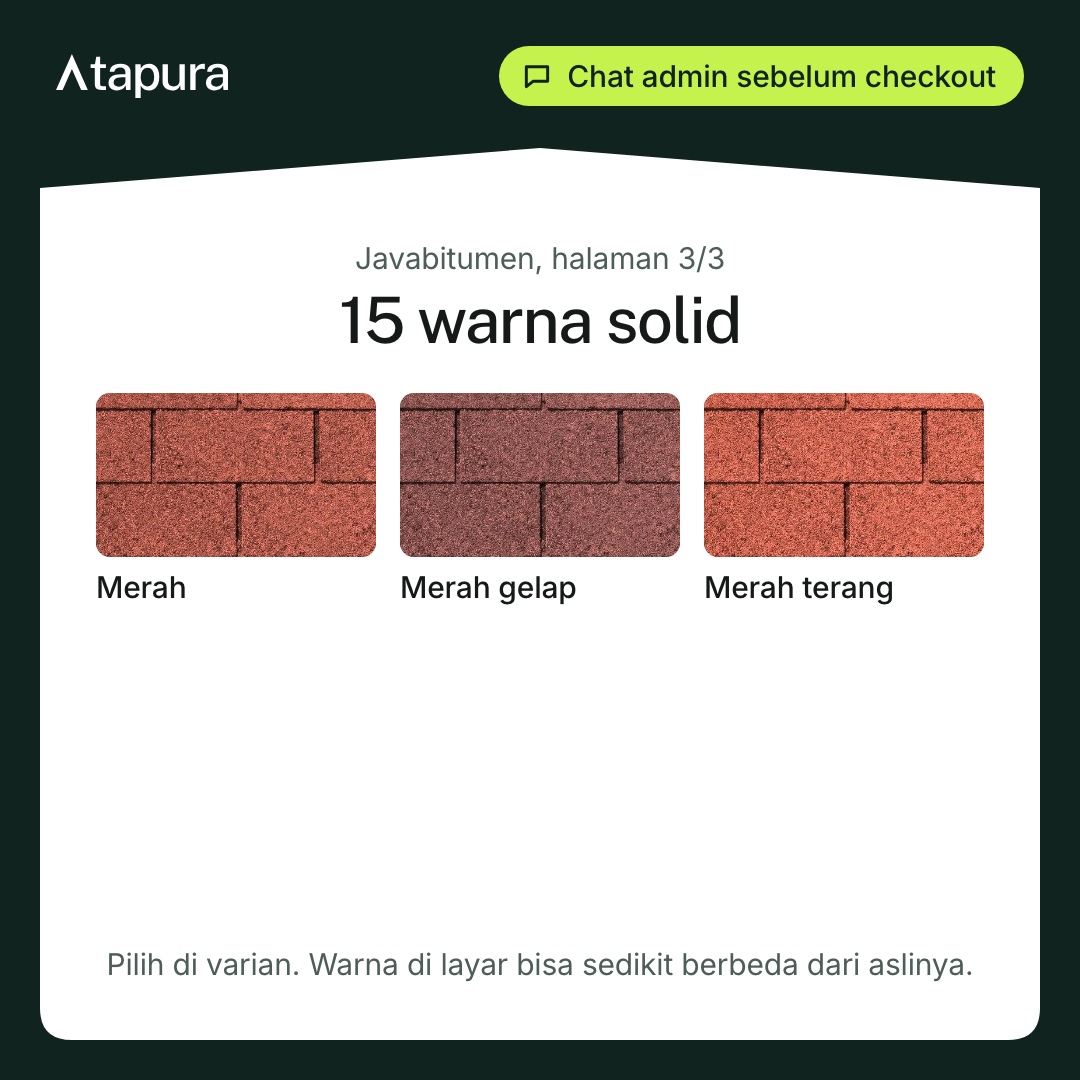 Atapura
Chat admin sebelum checkout
Javabitumen, halaman 3/3
15 warna solid
Merah
Merah gelap
Merah terang
Pilih di varian. Warna di layar bisa sedikit berbeda dari aslinya.